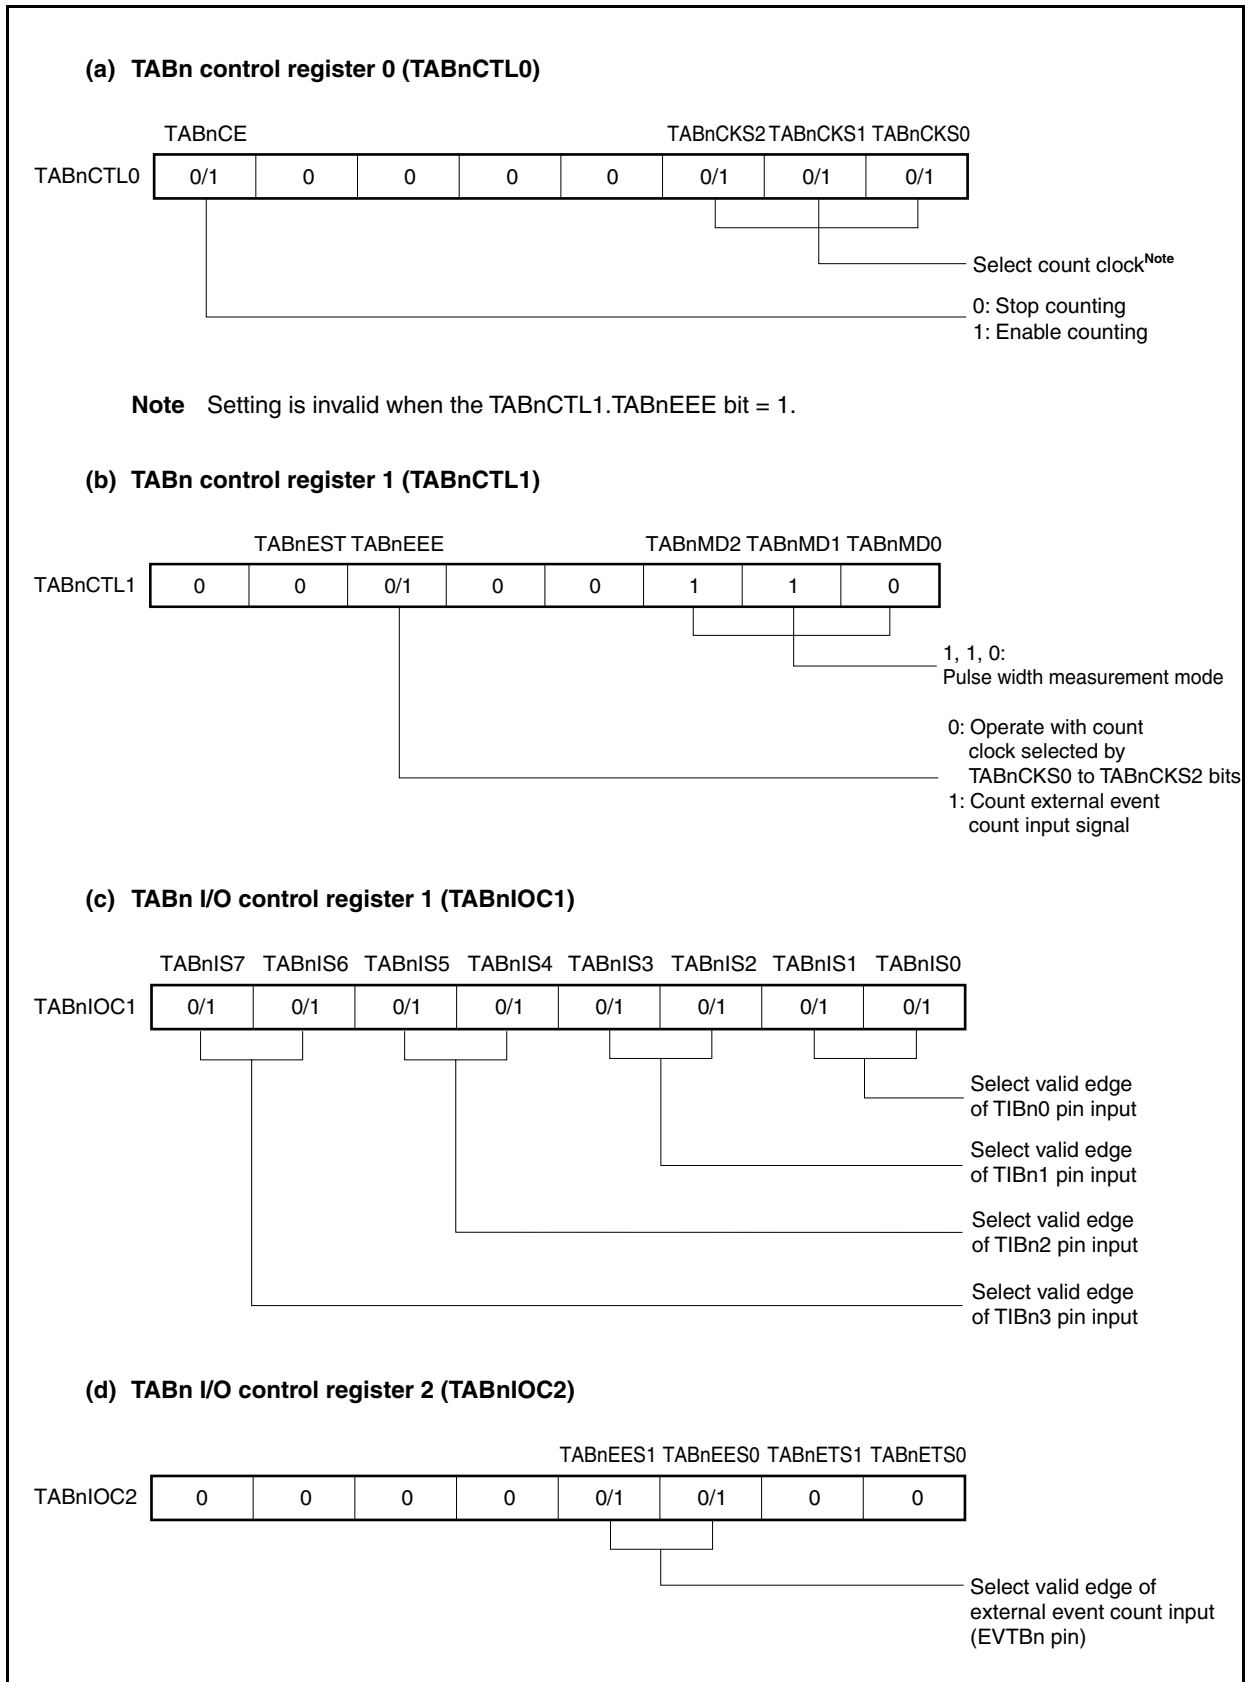 (a) TABn control register 0 (TABnCTL0)
TABnCE TABnCKS2 TABnCKS1 TABnCKS0
TABnCTL0 0/1 0 0 0 0 0/1 0/1 0/1
Select count clockNote
0: Stop counting
1: Enable counting
Note Setting is invalid when the TABnCTL1.TABnEEE bit = 1.
(b) TABn control register 1 (TABnCTL1)
TABnEST TABnEEE TABnMD2 TABnMD1 TABnMD0
TABnCTL1 0 0 0/1 0 0 1 1 0
1, 1, 0:
Pulse width measurement mode
0: Operate with count
clock selected by
TABnCKS0 to TABnCKS2 bits
1: Count external event
count input signal
(c) TABn I/O control register 1 (TABnIOC1)
TABnIS7 TABnIS6 TABnIS5 TABnIS4 TABnIS3 TABnIS2 TABnIS1 TABnIS0
TABnIOC1 0/1 0/1 0/1 0/1 0/1 0/1 0/1 0/1
Select valid edge
of TIBn0 pin input
Select valid edge
of TIBn1 pin input
Select valid edge
of TIBn2 pin input
Select valid edge
of TIBn3 pin input
(d) TABn I/O control register 2 (TABnIOC2)
TABnEES1 TABnEES0 TABnETS1 TABnETS0
TABnIOC2 0 0 0 0 0/1 0/1 0 0
Select valid edge of
external event count input
(EVTBn pin)